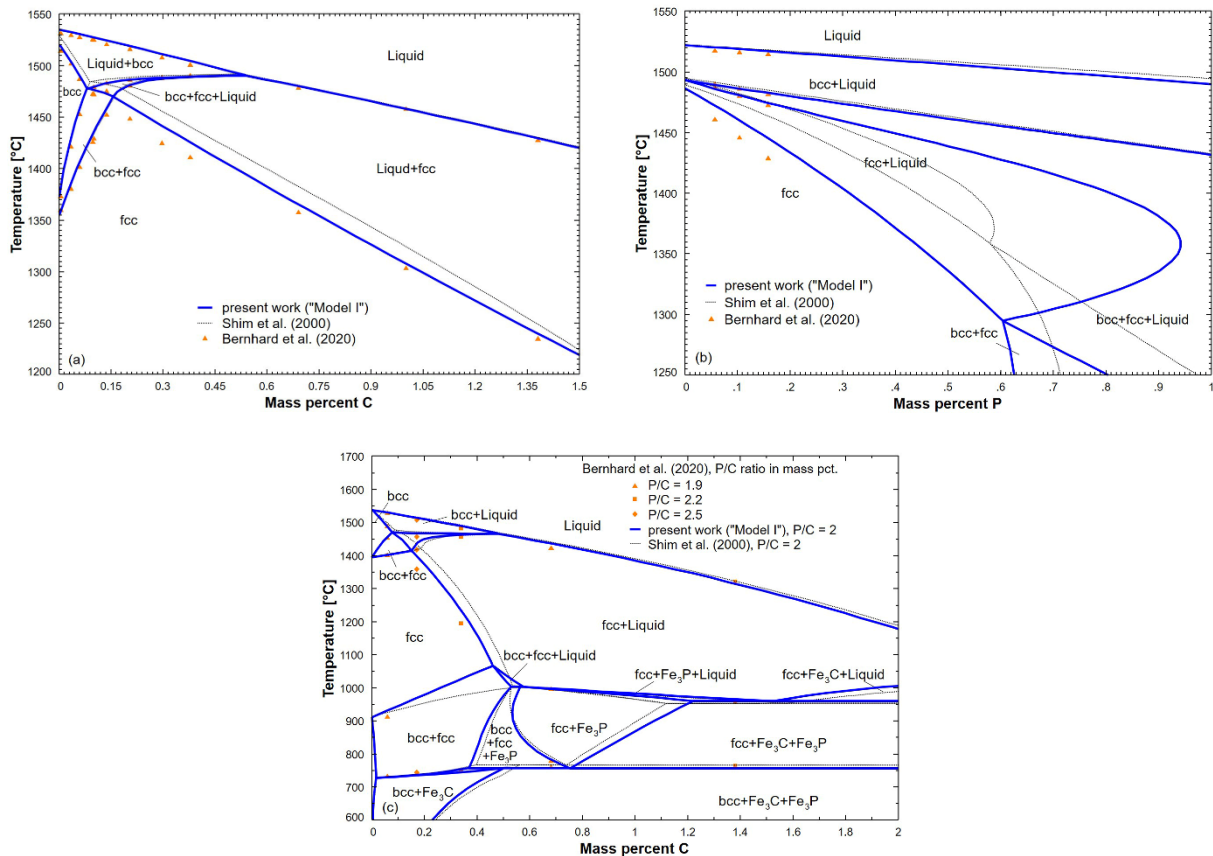 1550
1500
1450
1400
1350
1300
1250
1200
Temperature [°C]
(a)
Liquid
Liquid+bcc
bcc
bcc+fcc+Liquid
bcc+fcc
Liqud+fcc
fcc
present work ("Model I")
Shim et al. (2000)
Bernhard et al. (2020)
(a)
0 0.15 0.3 0.45 0.6 0.75 0.9 1.05 1.2 1.35 1.5
Mass percent C
1550
1500
1450
1400
1350
1300
1250
Temperature [°C]
Liquid
bcc+Liquid
fcc+Liquid
fcc
present work ("Model I")
Shim et al. (2000)
Bernhard et al. (2020)
bcc+fcc+Liquid
bcc+fcc
(b)
0 .1 .2 .3 .4 .5 .6 .7 .8 .9 1
Mass percent P
1700
1600
1500
1400
1300
1200
1100
1000
900
800
700
600
Temperature [°C]
Bernhard et al. (2020), P/C ratio in mass pct.
P/C = 1.9
P/C = 2.2
P/C = 2.5
present work ("Model I"), P/C = 2
Shim et al. (2000), P/C = 2
bcc
bcc+Liquid
Liquid
bcc+fcc
fcc
fcc+Liquid
bcc+fcc+Liquid
fcc+Fe₃P+Liquid
fcc+Fe₃C+Liquid
bcc+fcc
bcc
+fcc
+Fe₃P
fcc+Fe₃P
fcc+Fe₃C+Fe₃P
bcc+Fe₃C
(c)
bcc+Fe₃C+Fe₃P
0 0.2 0.4 0.6 0.8 1 1.2 1.4 1.6 1.8 2
Mass percent C